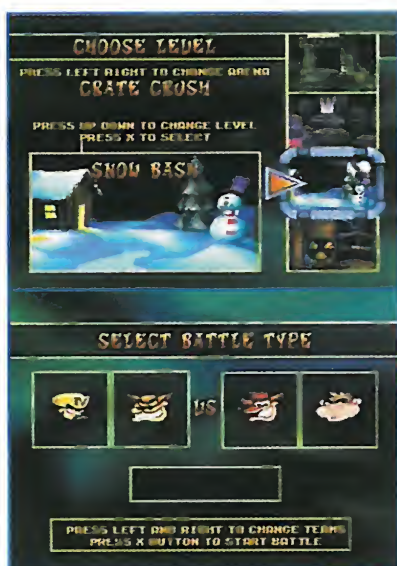 CHOOSE LEVEL
PRESS LEFT RIGHT TO CHANGE ARENA
CRATE CRUSH
PRESS UP DOWN TO CHANGE LEVEL
PRESS X TO SELECT
SNOW BASH
SELECT BATTLE TYPE
VS
PRESS LEFT AND RIGHT TO CHANGE TEAMS
PRESS X BUTTON TO START BATTLE